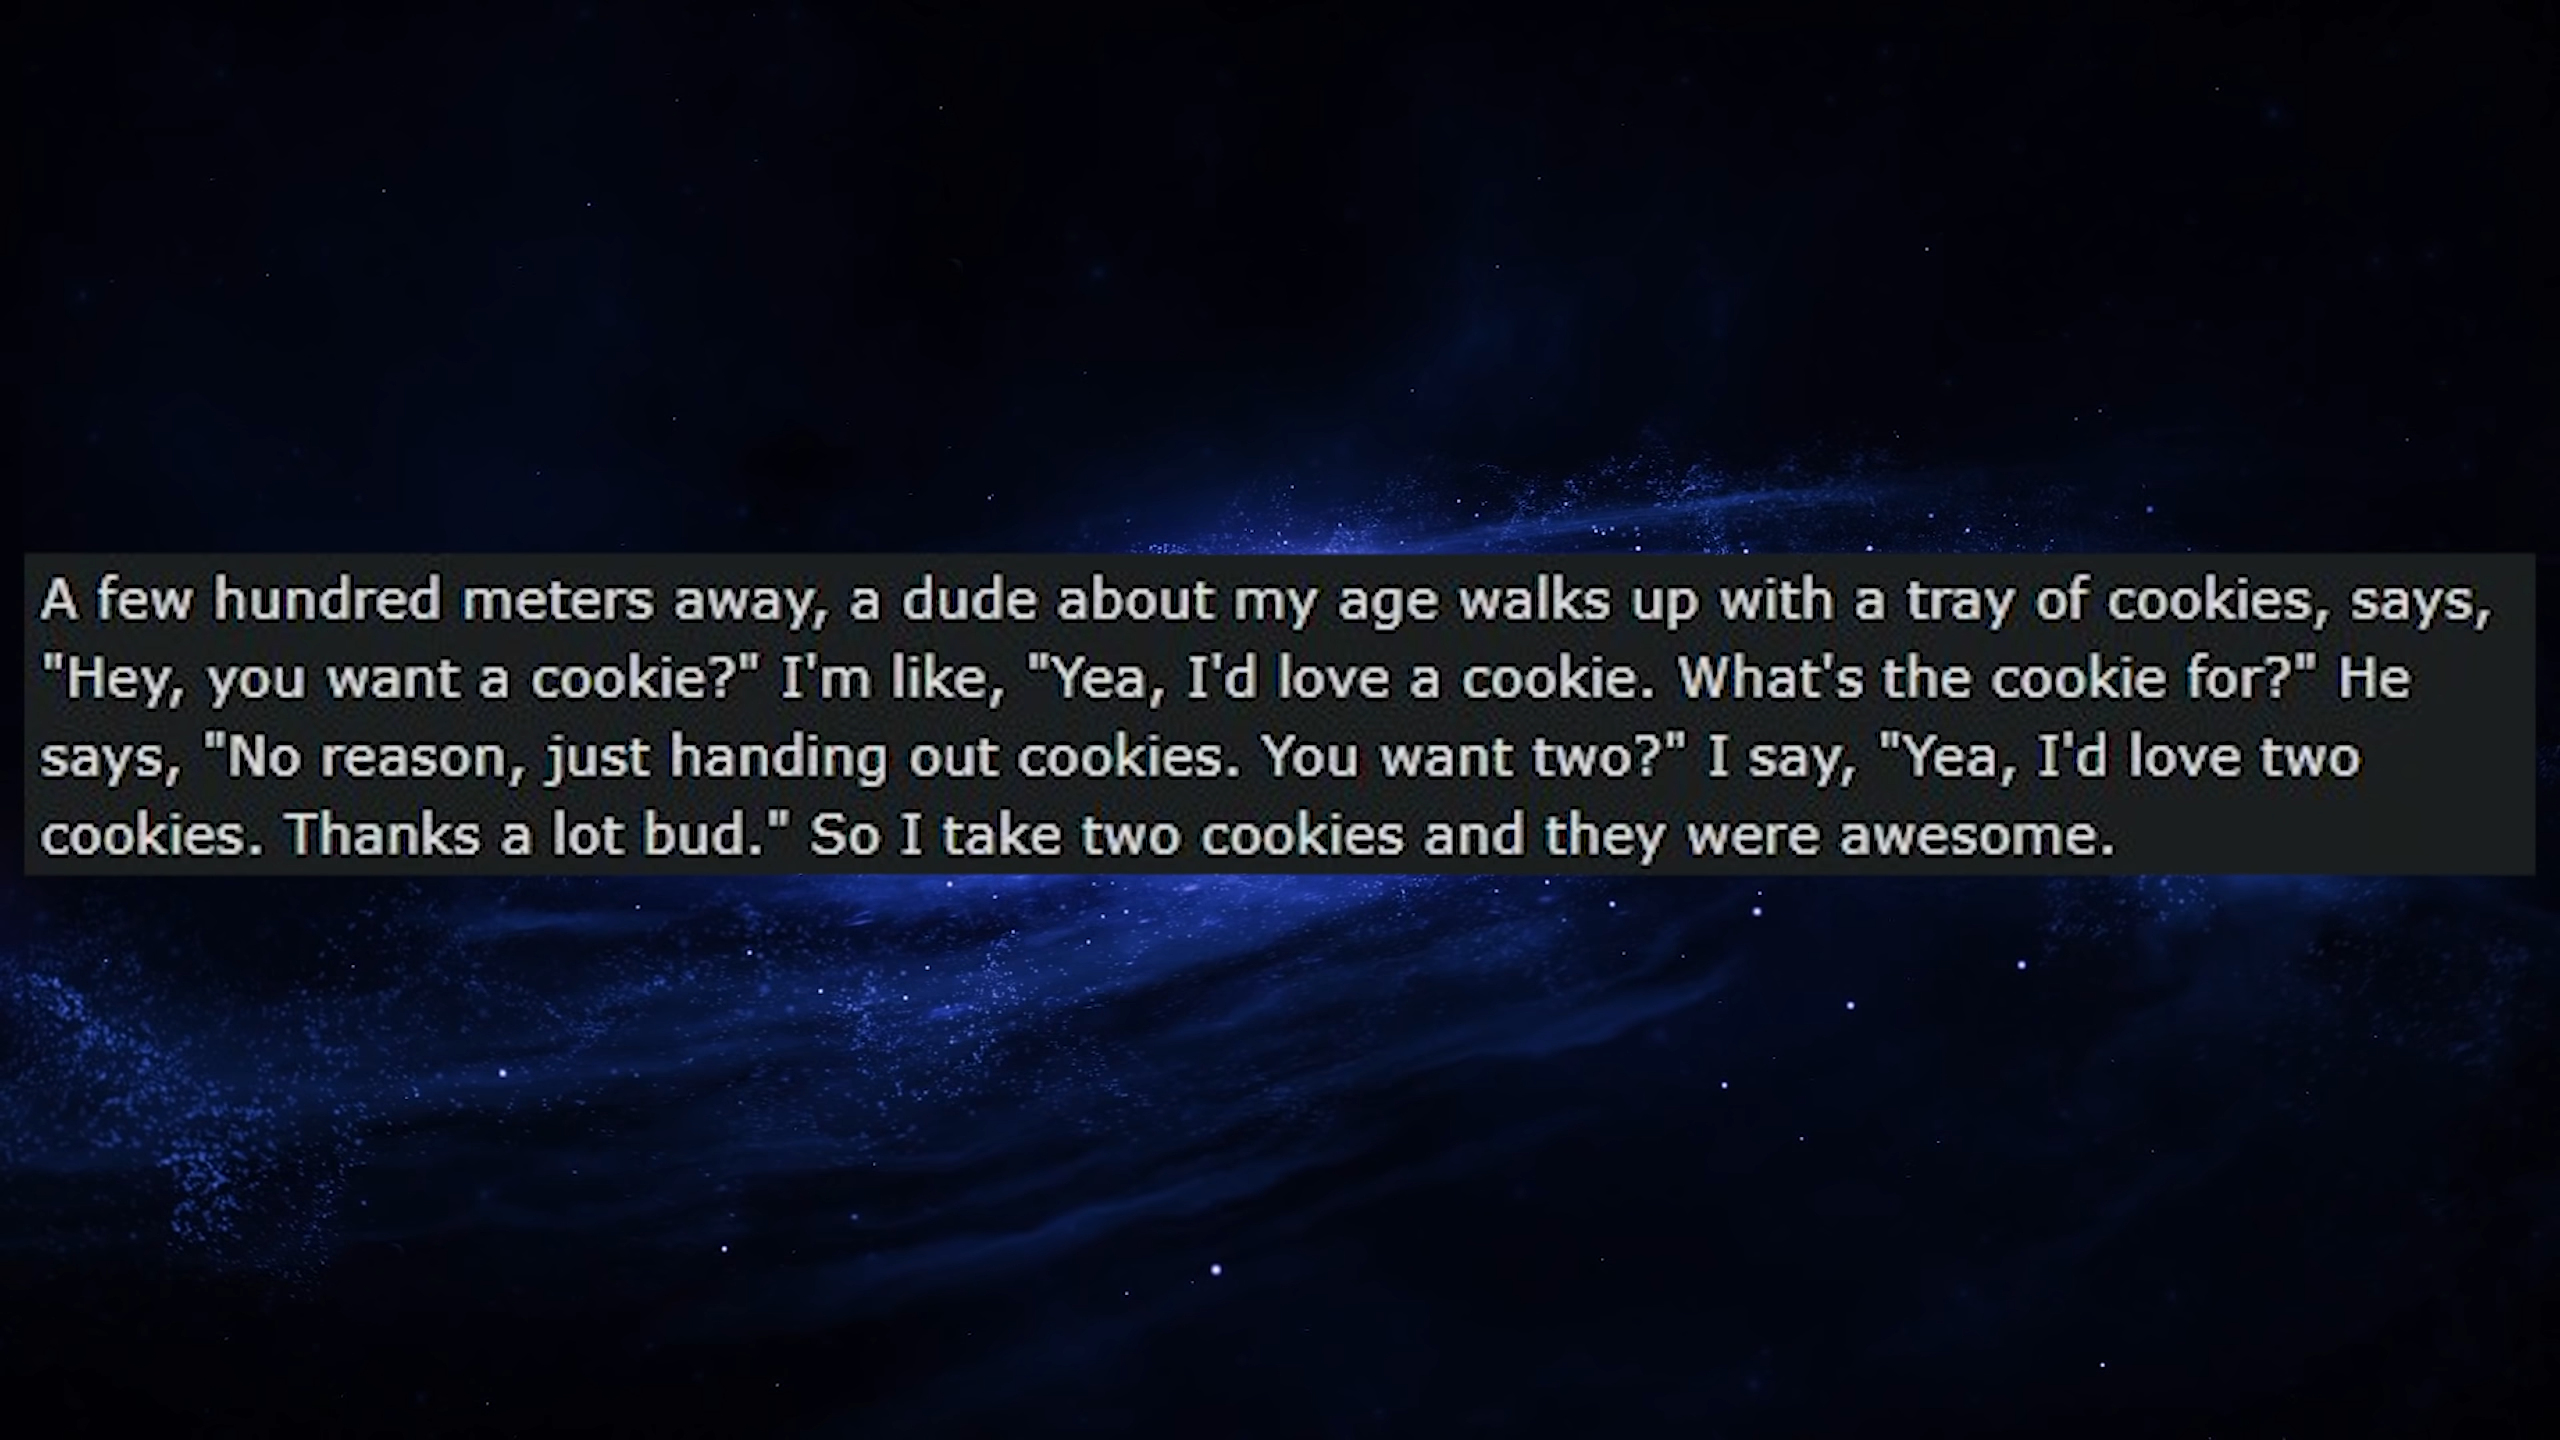 A few hundred meters away, a dude about my age walks up with a tray of cookies, says,
"Hey, you want a cookie?" I'm like, "Yea, I'd love a cookie. What's the cookie for?" He
says, "No reason, just handing out cookies. You want two?" I say, "Yea, I'd love two
cookies. Thanks a lot bud." So I take two cookies and they were awesome.